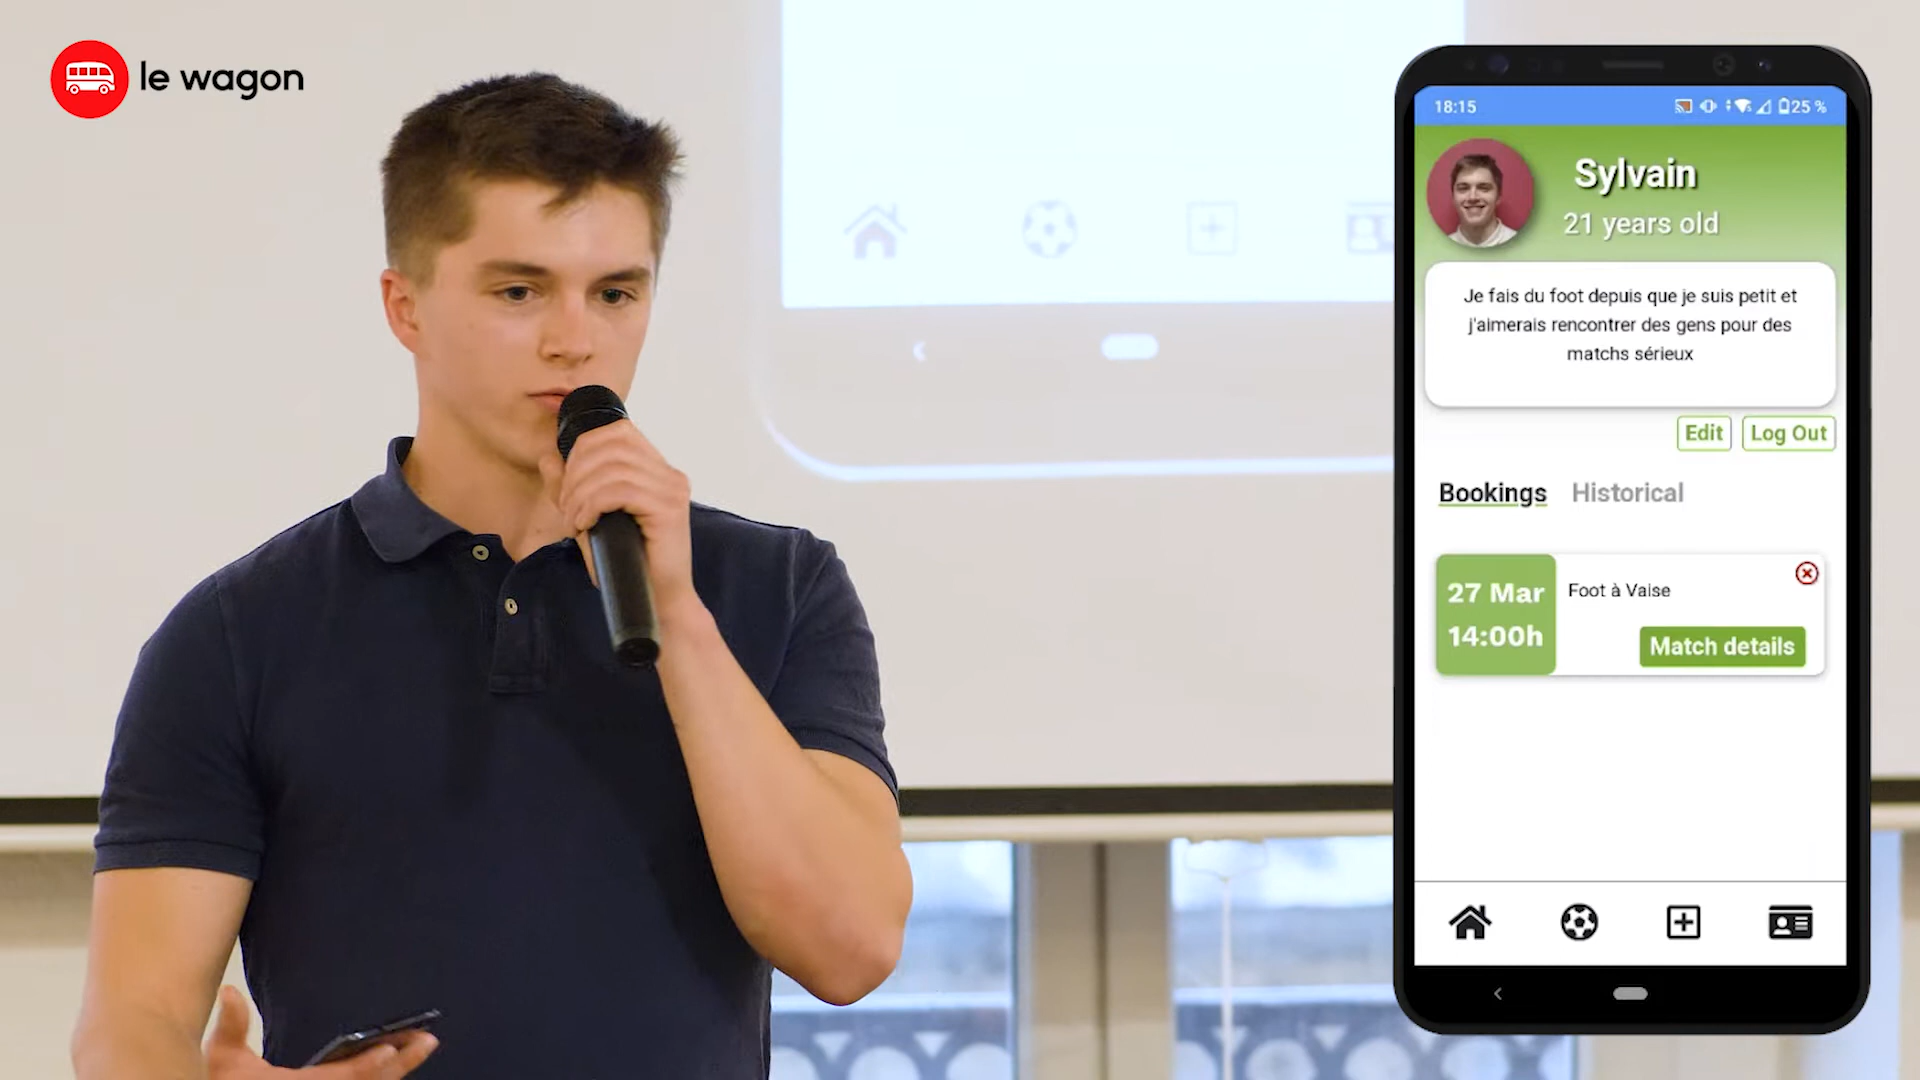 le wagon
18:15
25 %
Sylvain
21 years old
Je fais du foot depuis que je suis petit et
j'aimerais rencontrer des gens pour des
matchs sérieux
Edit
Log Out
Bookings
Historical
27 Mar
14:00h
Foot à Vaise
Match details